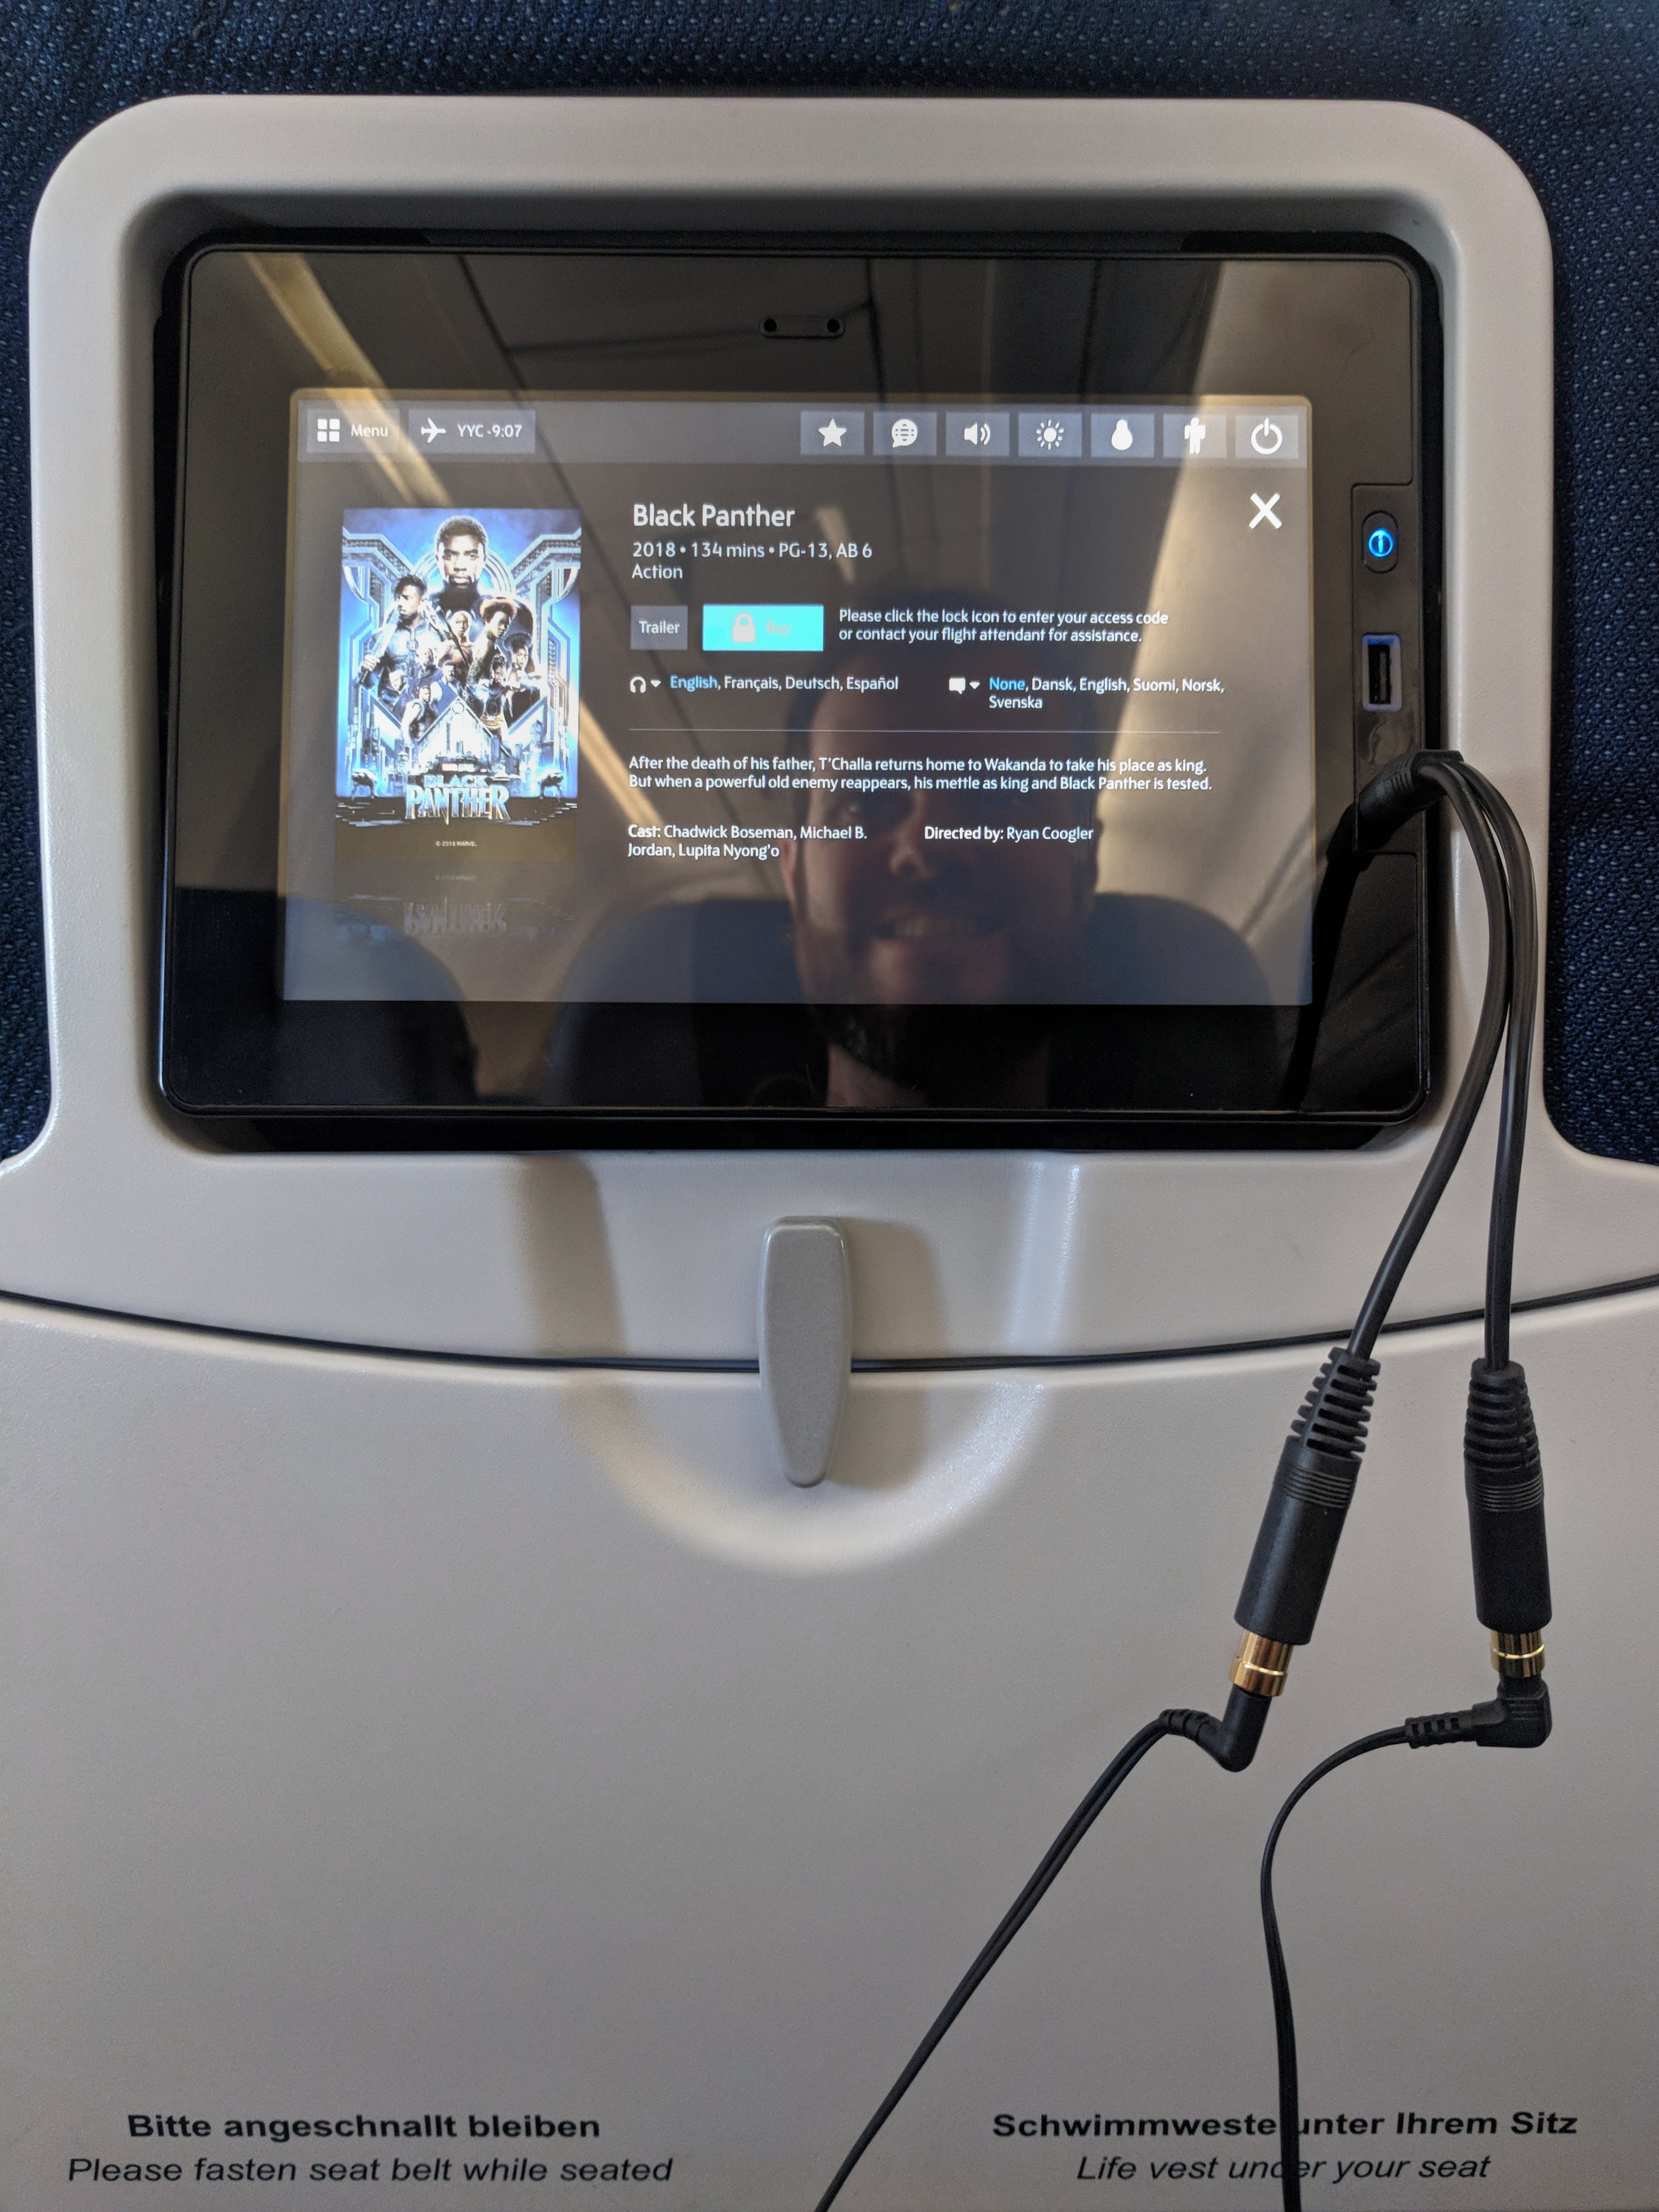 Menu
YYC -9:07
Black Panther
2018 • 134 mins • PG-13, AB 6
Action
Trailer
Buy
Please click the lock icon to enter your access code
or contact your flight attendant for assistance.
English, Français, Deutsch, Español
None, Dansk, English, Suomi, Norsk,
Svenska
After the death of his father, T'Challa returns home to Wakanda to take his place as king.
But when a powerful old enemy reappears, his mettle as king and Black Panther is tested.
Cast: Chadwick Boseman, Michael B.
Jordan, Lupita Nyong'o
Directed by: Ryan Coogler
BLACK
PANTHER
© 2018 MARVEL
Bitte angeschnallt bleiben
Please fasten seat belt while seated
Schwimmweste unter Ihrem Sitz
Life vest under your seat